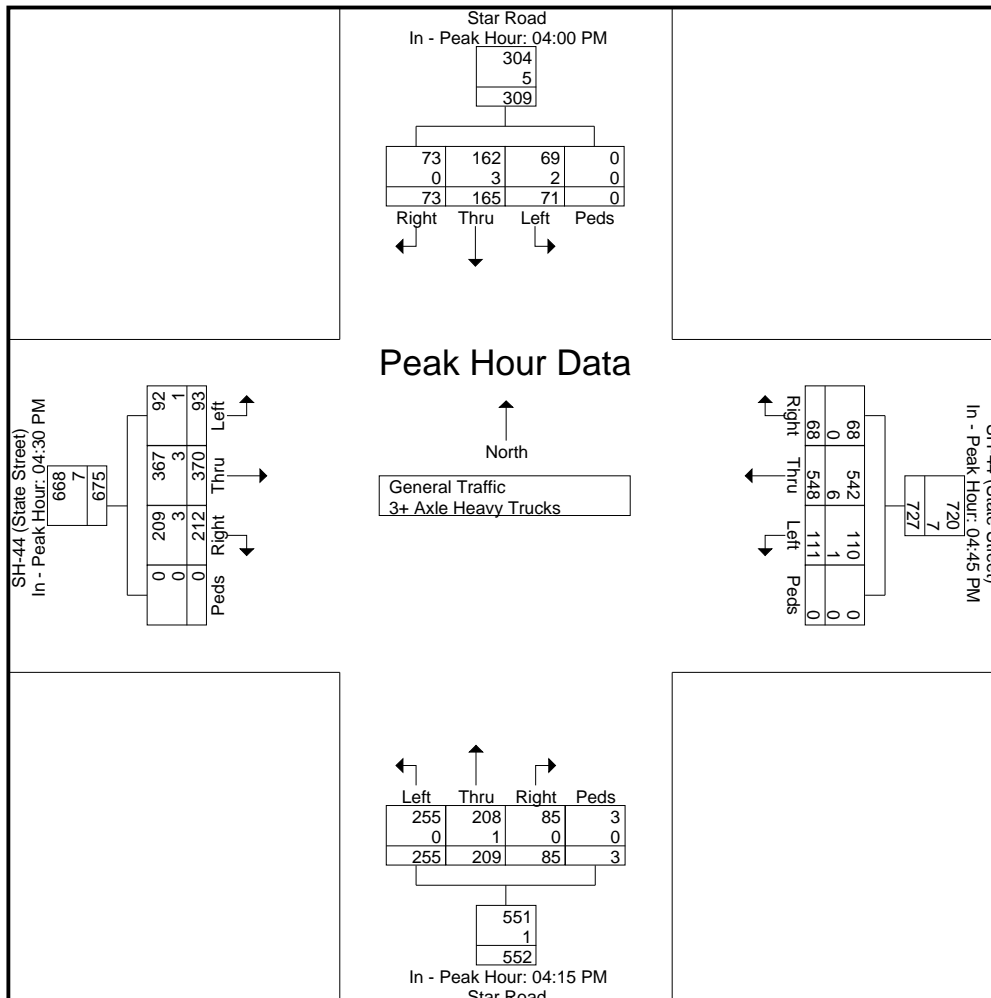 Star Road
In - Peak Hour: 04:00 PM
304
5
309
73 162 69 0
0 3 2 0
73 165 71 0
Right Thru Left Peds
Peak Hour Data
North
General Traffic
3+ Axle Heavy Trucks
SH-44 (State Street)
In - Peak Hour: 04:30 PM
668
7
675
92 1 93 Left
367 3 370 Thru
209 3 212 Right
0 0 0 Peds
Right 68 0 68
Thru 548 6 542
Left 111 1 110
Peds 0 0 0
SH-44 (State Street)
In - Peak Hour: 04:45 PM
720
7
727
Left Thru Right Peds
255 208 85 3
0 1 0 0
255 209 85 3
551
1
552
In - Peak Hour: 04:15 PM
Star Road